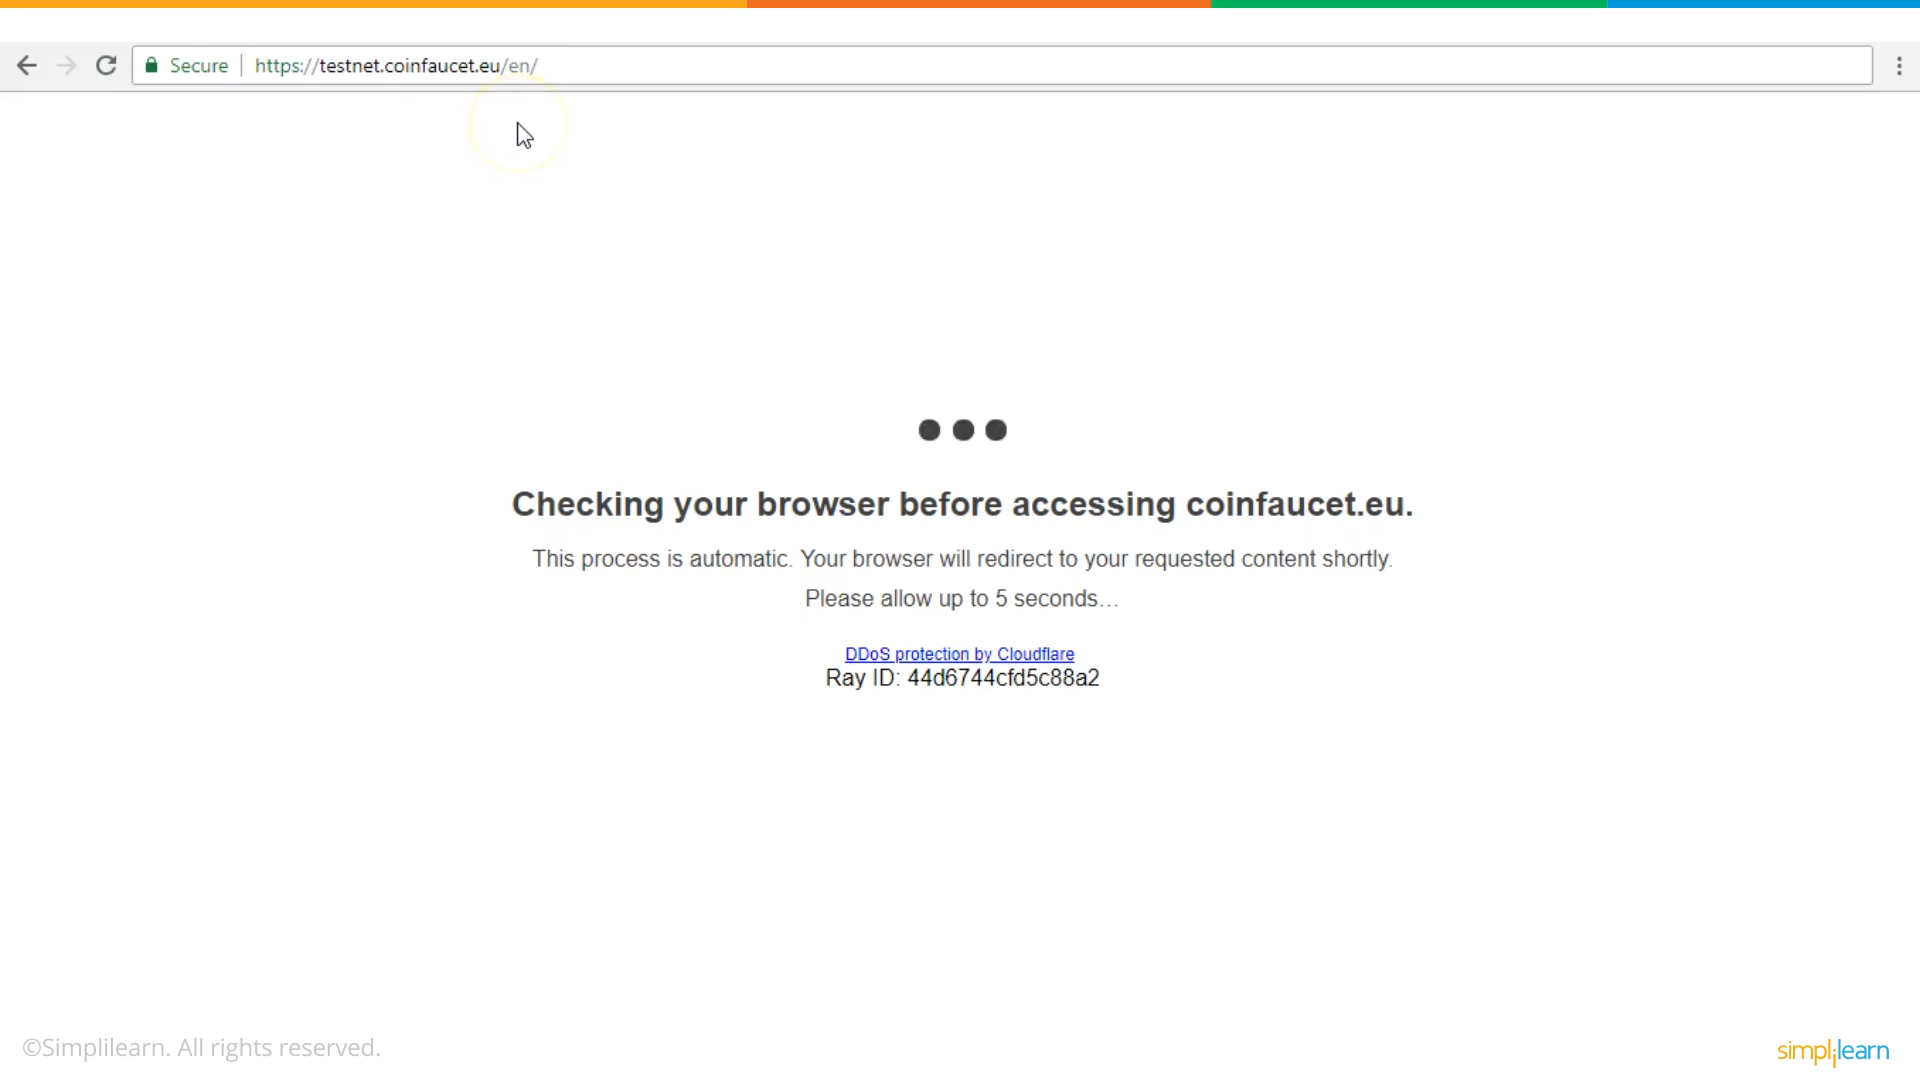 Secure | https://testnet.coinfaucet.eu/en/
Checking your browser before accessing coinfaucet.eu.
This process is automatic. Your browser will redirect to your requested content shortly.
Please allow up to 5 seconds…
DDoS protection by Cloudflare
Ray ID: 44d6744cfd5c88a2
©Simplilearn. All rights reserved.
simplilearn